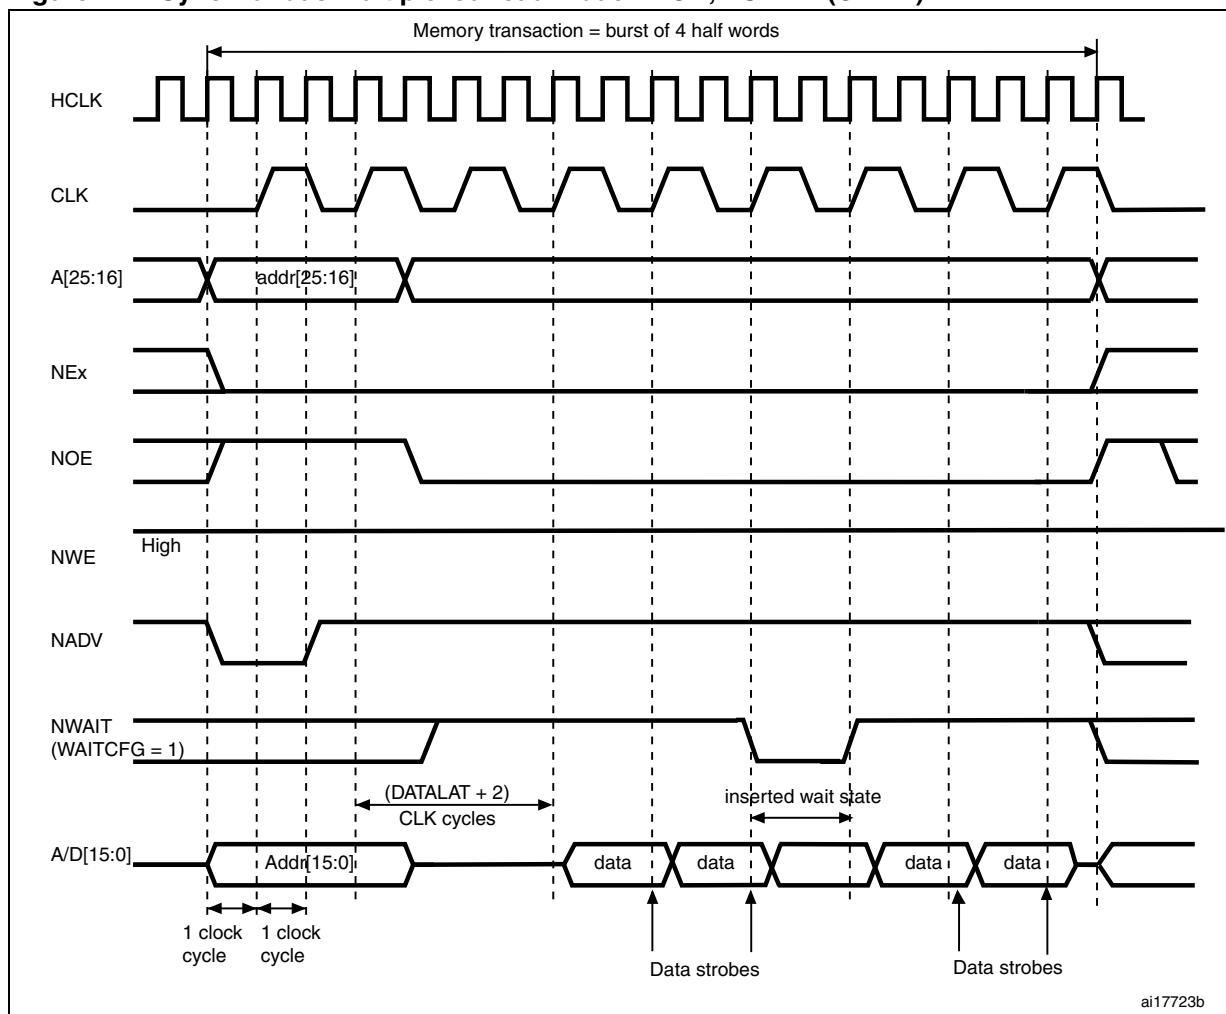 Memory transaction = burst of 4 half words
HCLK
CLK
A[25:16]
addr[25:16]
NEx
NOE
High
NWE
NADV
NWAIT
(WAITCFG = 1)
(DATALAT + 2)
CLK cycles
inserted wait state
A/D[15:0]
Addr[15:0]
data
data
data
data
1 clock
cycle
1 clock
cycle
Data strobes
Data strobes
ai17723b